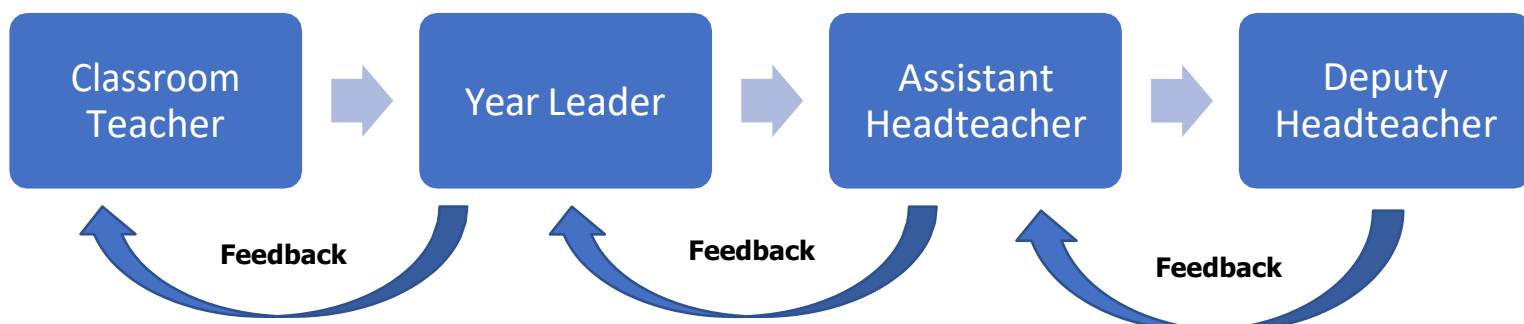 Classroom
Teacher
Year Leader
Assistant
Headteacher
Deputy
Headteacher
Feedback
Feedback
Feedback